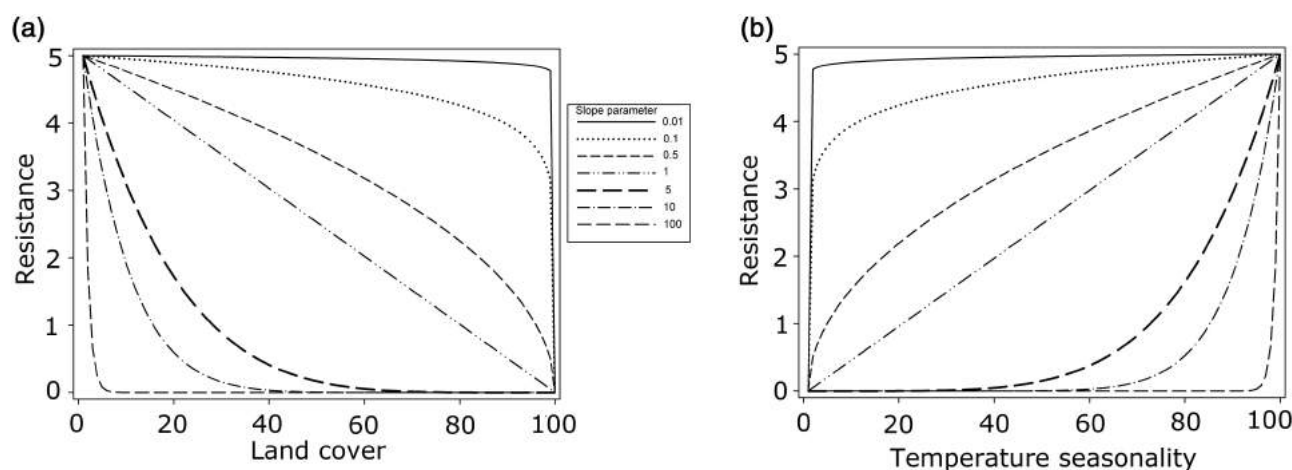 (a)
5
4
3
2
1
0
Resistance
0 20 40 60 80 100
Land cover
Slope parameter
0.01
0.1
0.5
1
5
10
100
(b)
5
4
3
2
1
0
Resistance
0 20 40 60 80 100
Temperature seasonality